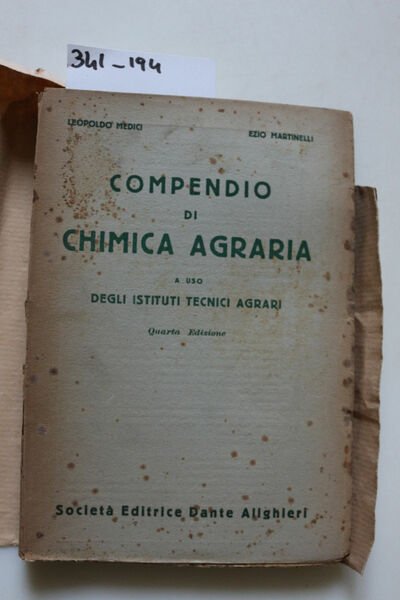 341-194
LEOPOLDO MEDICI EZIO MARTINELLI
COMPENDIO
DI
CHIMICA AGRARIA
A USO
DEGLI ISTITUTI TECNICI AGRARI
Quarta Edizione
Società Editrice Dante Alighieri